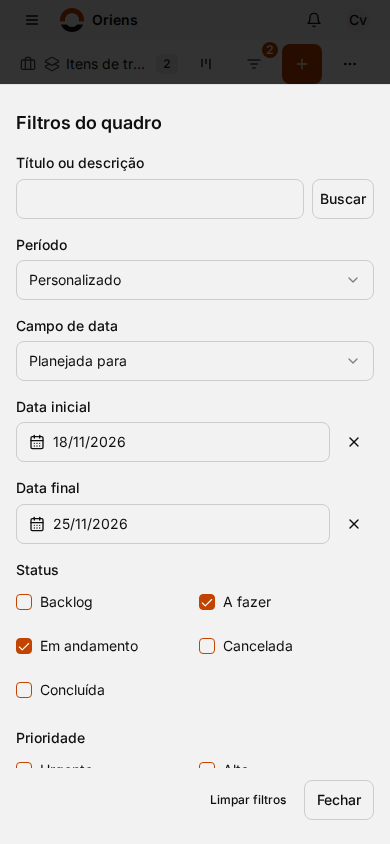 Oriens
Cv
Itens de tr...
2
2
Filtros do quadro
Título ou descrição
Buscar
Período
Personalizado
Campo de data
Planejada para
Data inicial
18/11/2026
Data final
25/11/2026
Status
Backlog
A fazer
Em andamento
Cancelada
Concluída
Prioridade
Urgente
Alta
Limpar filtros
Fechar